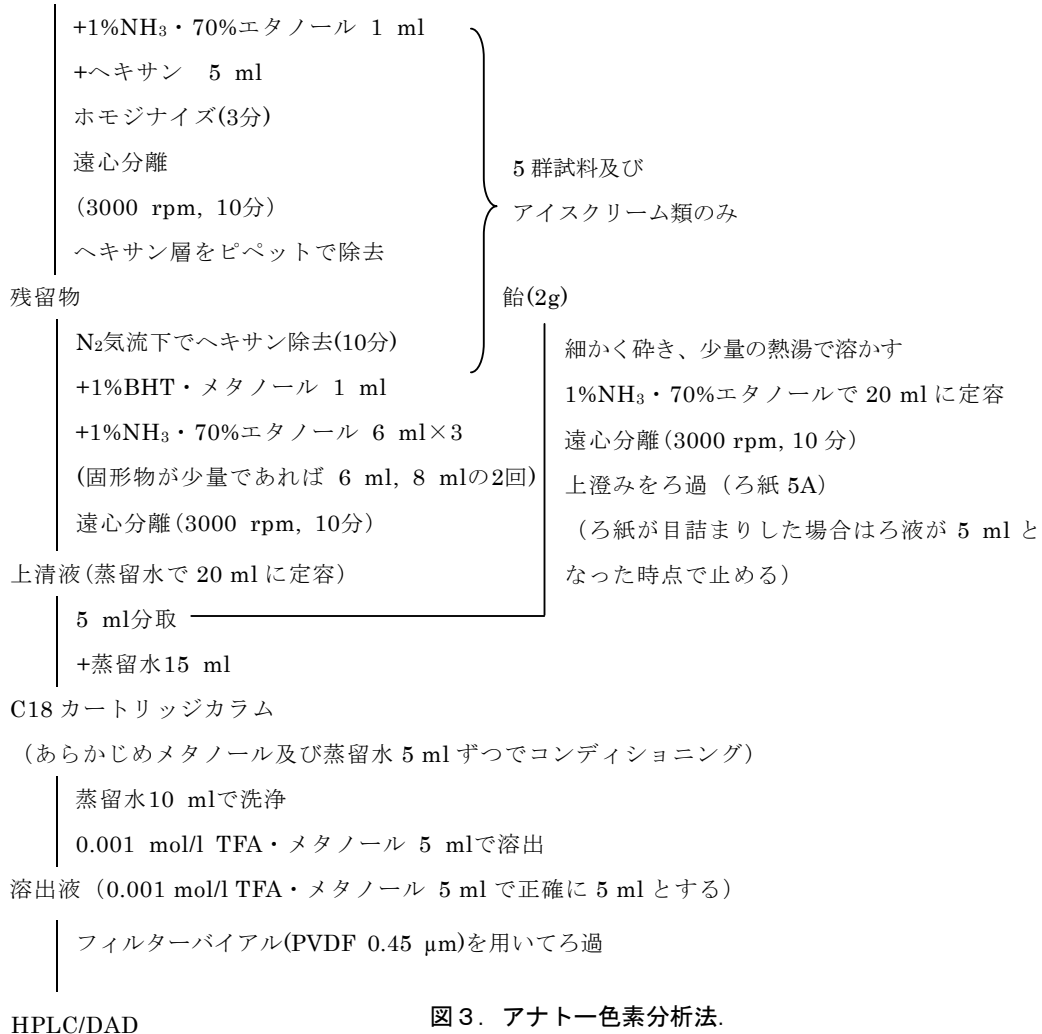 +1%NH₃・70%エタノール 1 ml
+ヘキサン 5 ml
ホモジナイズ(3分)
遠心分離
(3000 rpm, 10分)
ヘキサン層をピペットで除去
5 群試料及び
アイスクリーム類のみ
残留物
N₂気流下でヘキサン除去(10分)
+1%BHT・メタノール 1 ml
+1%NH₃・70%エタノール 6 ml×3
(固形物が少量であれば 6 ml, 8 mlの2回)
遠心分離(3000 rpm, 10分)
上清液(蒸留水で 20 ml に定容)
飴(2g)
細かく砕き、少量の熱湯で溶かす
1%NH₃・70%エタノールで 20 ml に定容
遠心分離(3000 rpm, 10 分)
上澄みをろ過（ろ紙 5A）
（ろ紙が目詰まりした場合はろ液が 5 ml と
なった時点で止める）
5 ml分取
+蒸留水15 ml
C18 カートリッジカラム
（あらかじめメタノール及び蒸留水 5 ml ずつでコンディショニング）
蒸留水10 mlで洗浄
0.001 mol/l TFA・メタノール 5 mlで溶出
溶出液（0.001 mol/l TFA・メタノール 5 ml で正確に 5 ml とする）
フィルターバイアル(PVDF 0.45 μm)を用いてろ過
HPLC/DAD
図３．アナトー色素分析法.